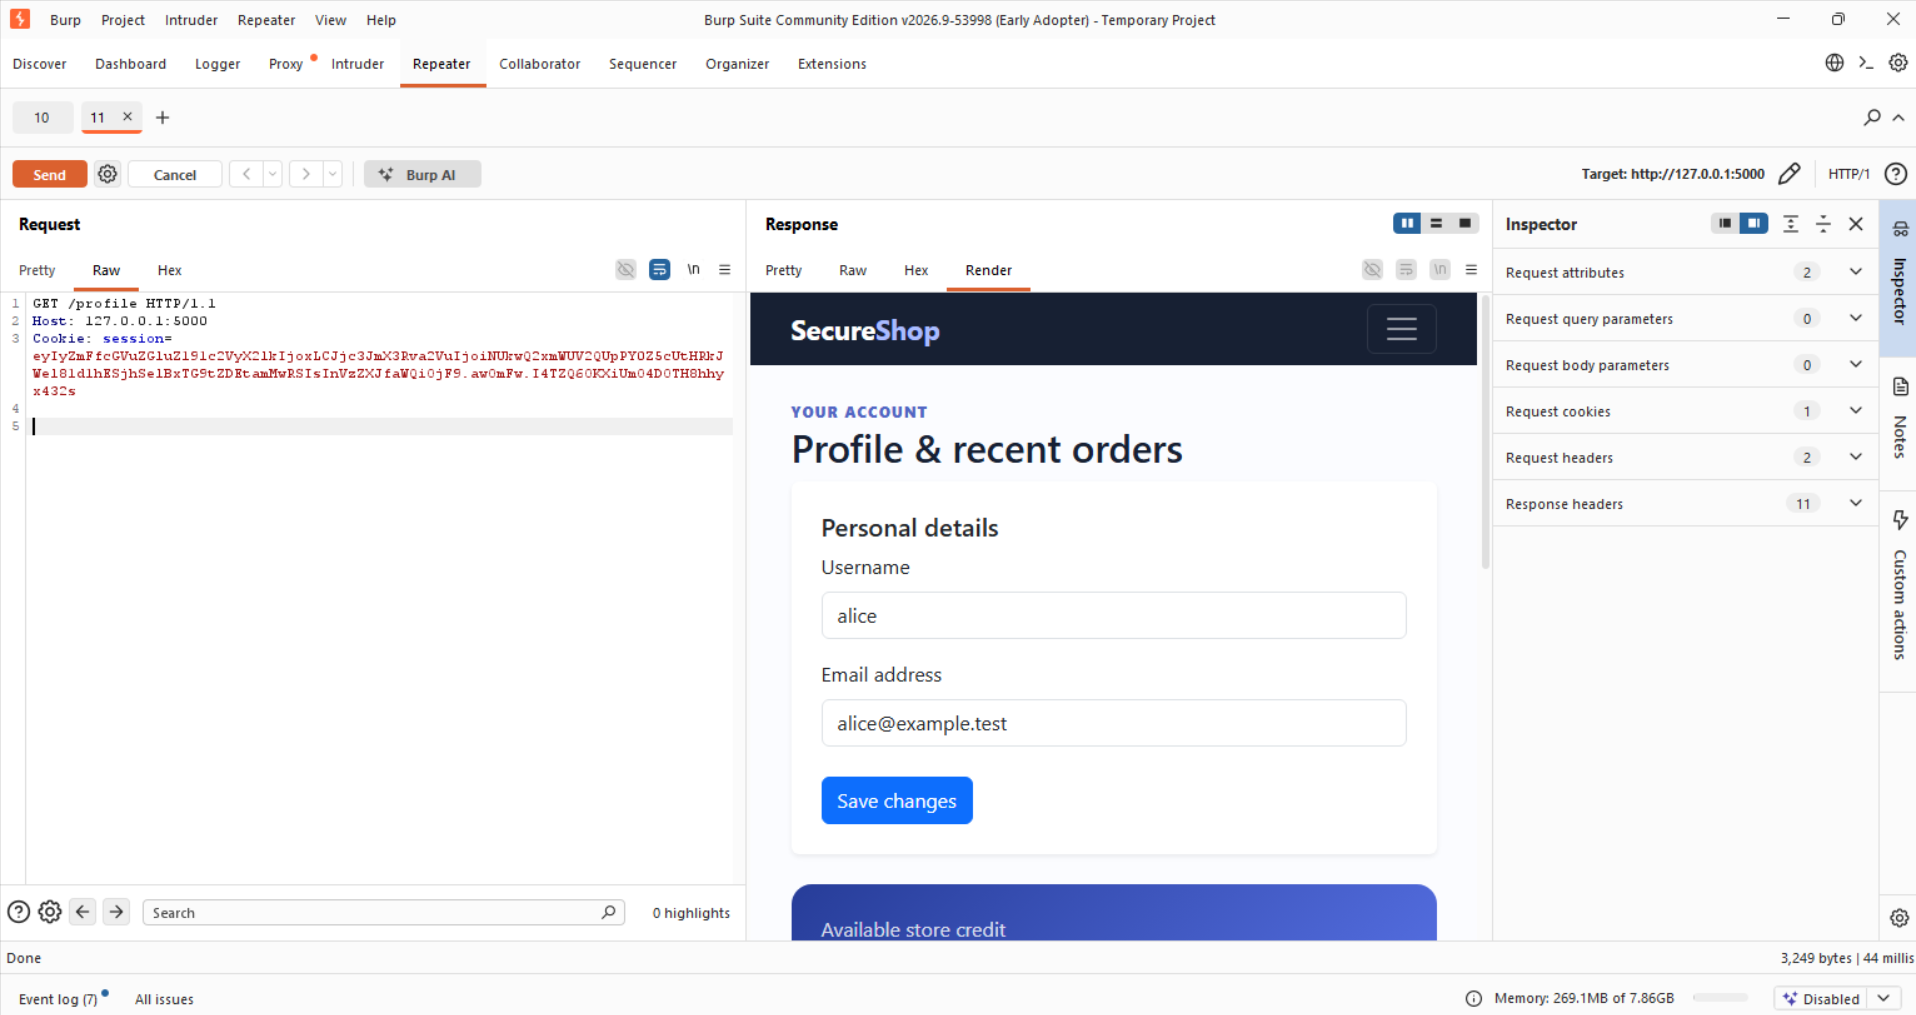 Burp Project Intruder Repeater View Help
Burp Suite Community Edition v2026.9-53998 (Early Adopter) - Temporary Project
Discover Dashboard Logger Proxy Intruder Repeater Collaborator Sequencer Organizer Extensions
10 11
Send Cancel Burp AI
Target: http://127.0.0.1:5000 HTTP/1
Request
Pretty Raw Hex \n
1 GET /profile HTTP/1.1
2 Host: 127.0.0.1:5000
3 Cookie: session=
4
5
Search
0 highlights
Response
Pretty Raw Hex Render \n
SecureShop
YOUR ACCOUNT
Profile & recent orders
Personal details
Username
alice
Email address
alice@example.test
Save changes
Available store credit
Inspector
Request attributes 2
Request query parameters 0
Request body parameters 0
Request cookies 1
Request headers 2
Response headers 11
Inspector
Notes
Custom actions
Done
3,249 bytes | 44 millis
Event log (7) All issues
Memory: 269.1MB of 7.86GB
Disabled